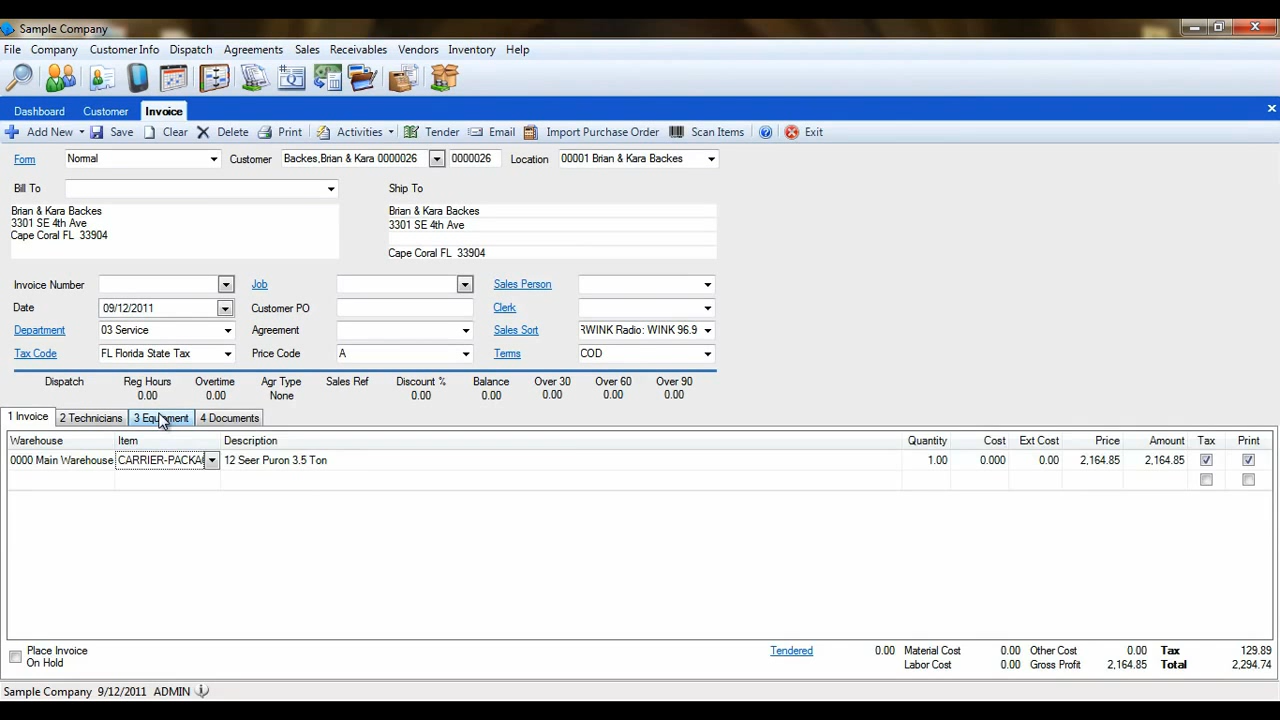 Sample Company
File Company Customer Info Dispatch Agreements Sales Receivables Vendors Inventory Help
Dashboard Customer Invoice
Add New Save Clear Delete Print Activities Tender Email Import Purchase Order Scan Items Exit
Form Normal Customer Backes,Brian & Kara 0000026 0000026 Location 00001 Brian & Kara Backes
Bill To Ship To
Brian & Kara Backes Brian & Kara Backes
3301 SE 4th Ave 3301 SE 4th Ave
Cape Coral FL 33904
Cape Coral FL 33904
Invoice Number Job Sales Person
Date 09/12/2011 Customer PO Clerk
Department 03 Service Agreement Sales Sort RWINK Radio: WINK 96.9
Tax Code FL Florida State Tax Price Code A Terms COD
Dispatch Reg Hours Overtime Agr Type Sales Ref Discount % Balance Over 30 Over 60 Over 90
0.00 0.00 None 0.00 0.00 0.00 0.00 0.00
1 Invoice 2 Technicians 3 Equipment 4 Documents
Warehouse Item Description Quantity Cost Ext Cost Price Amount Tax Print
0000 Main Warehouse CARRIER-PACKA 12 Seer Puron 3.5 Ton 1.00 0.000 0.00 2,164.85 2,164.85
Place Invoice
On Hold
Tendered 0.00 Material Cost 0.00 Other Cost 0.00 Tax 129.89
Labor Cost 0.00 Gross Profit 2,164.85 Total 2,294.74
Sample Company 9/12/2011 ADMIN